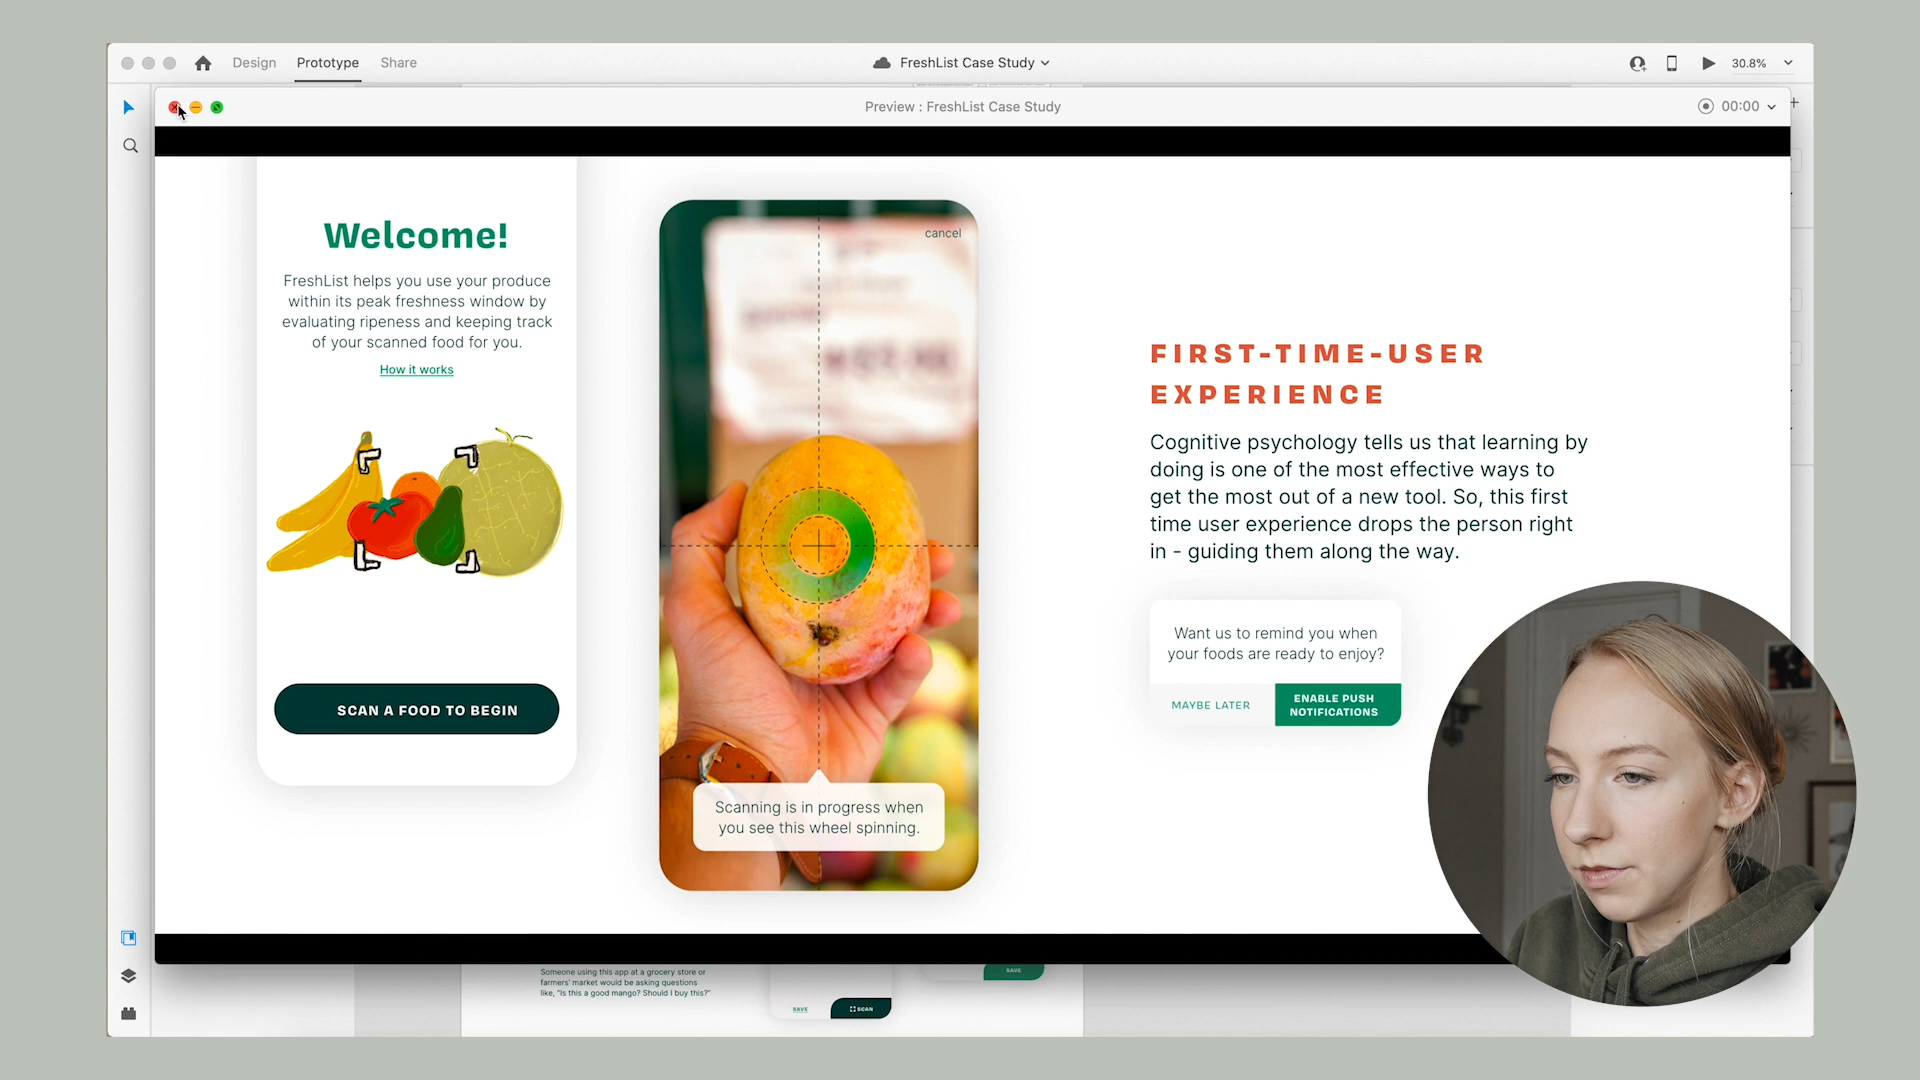 Design
Prototype
Share
FreshList Case Study
30.8%
Preview : FreshList Case Study
00:00
Welcome!
FreshList helps you use your produce
within its peak freshness window by
evaluating ripeness and keeping track
of your scanned food for you.
How it works
SCAN A FOOD TO BEGIN
cancel
Scanning is in progress when
you see this wheel spinning.
FIRST-TIME-USER
EXPERIENCE
Cognitive psychology tells us that learning by
doing is one of the most effective ways to
get the most out of a new tool. So, this first
time user experience drops the person right
in - guiding them along the way.
Want us to remind you when
your foods are ready to enjoy?
MAYBE LATER
ENABLE PUSH
NOTIFICATIONS
Someone using this app at a grocery store or
farmers' market would be asking questions
like, "Is this a good mango? Should I buy this?"
SAVE
SCAN
SAVE